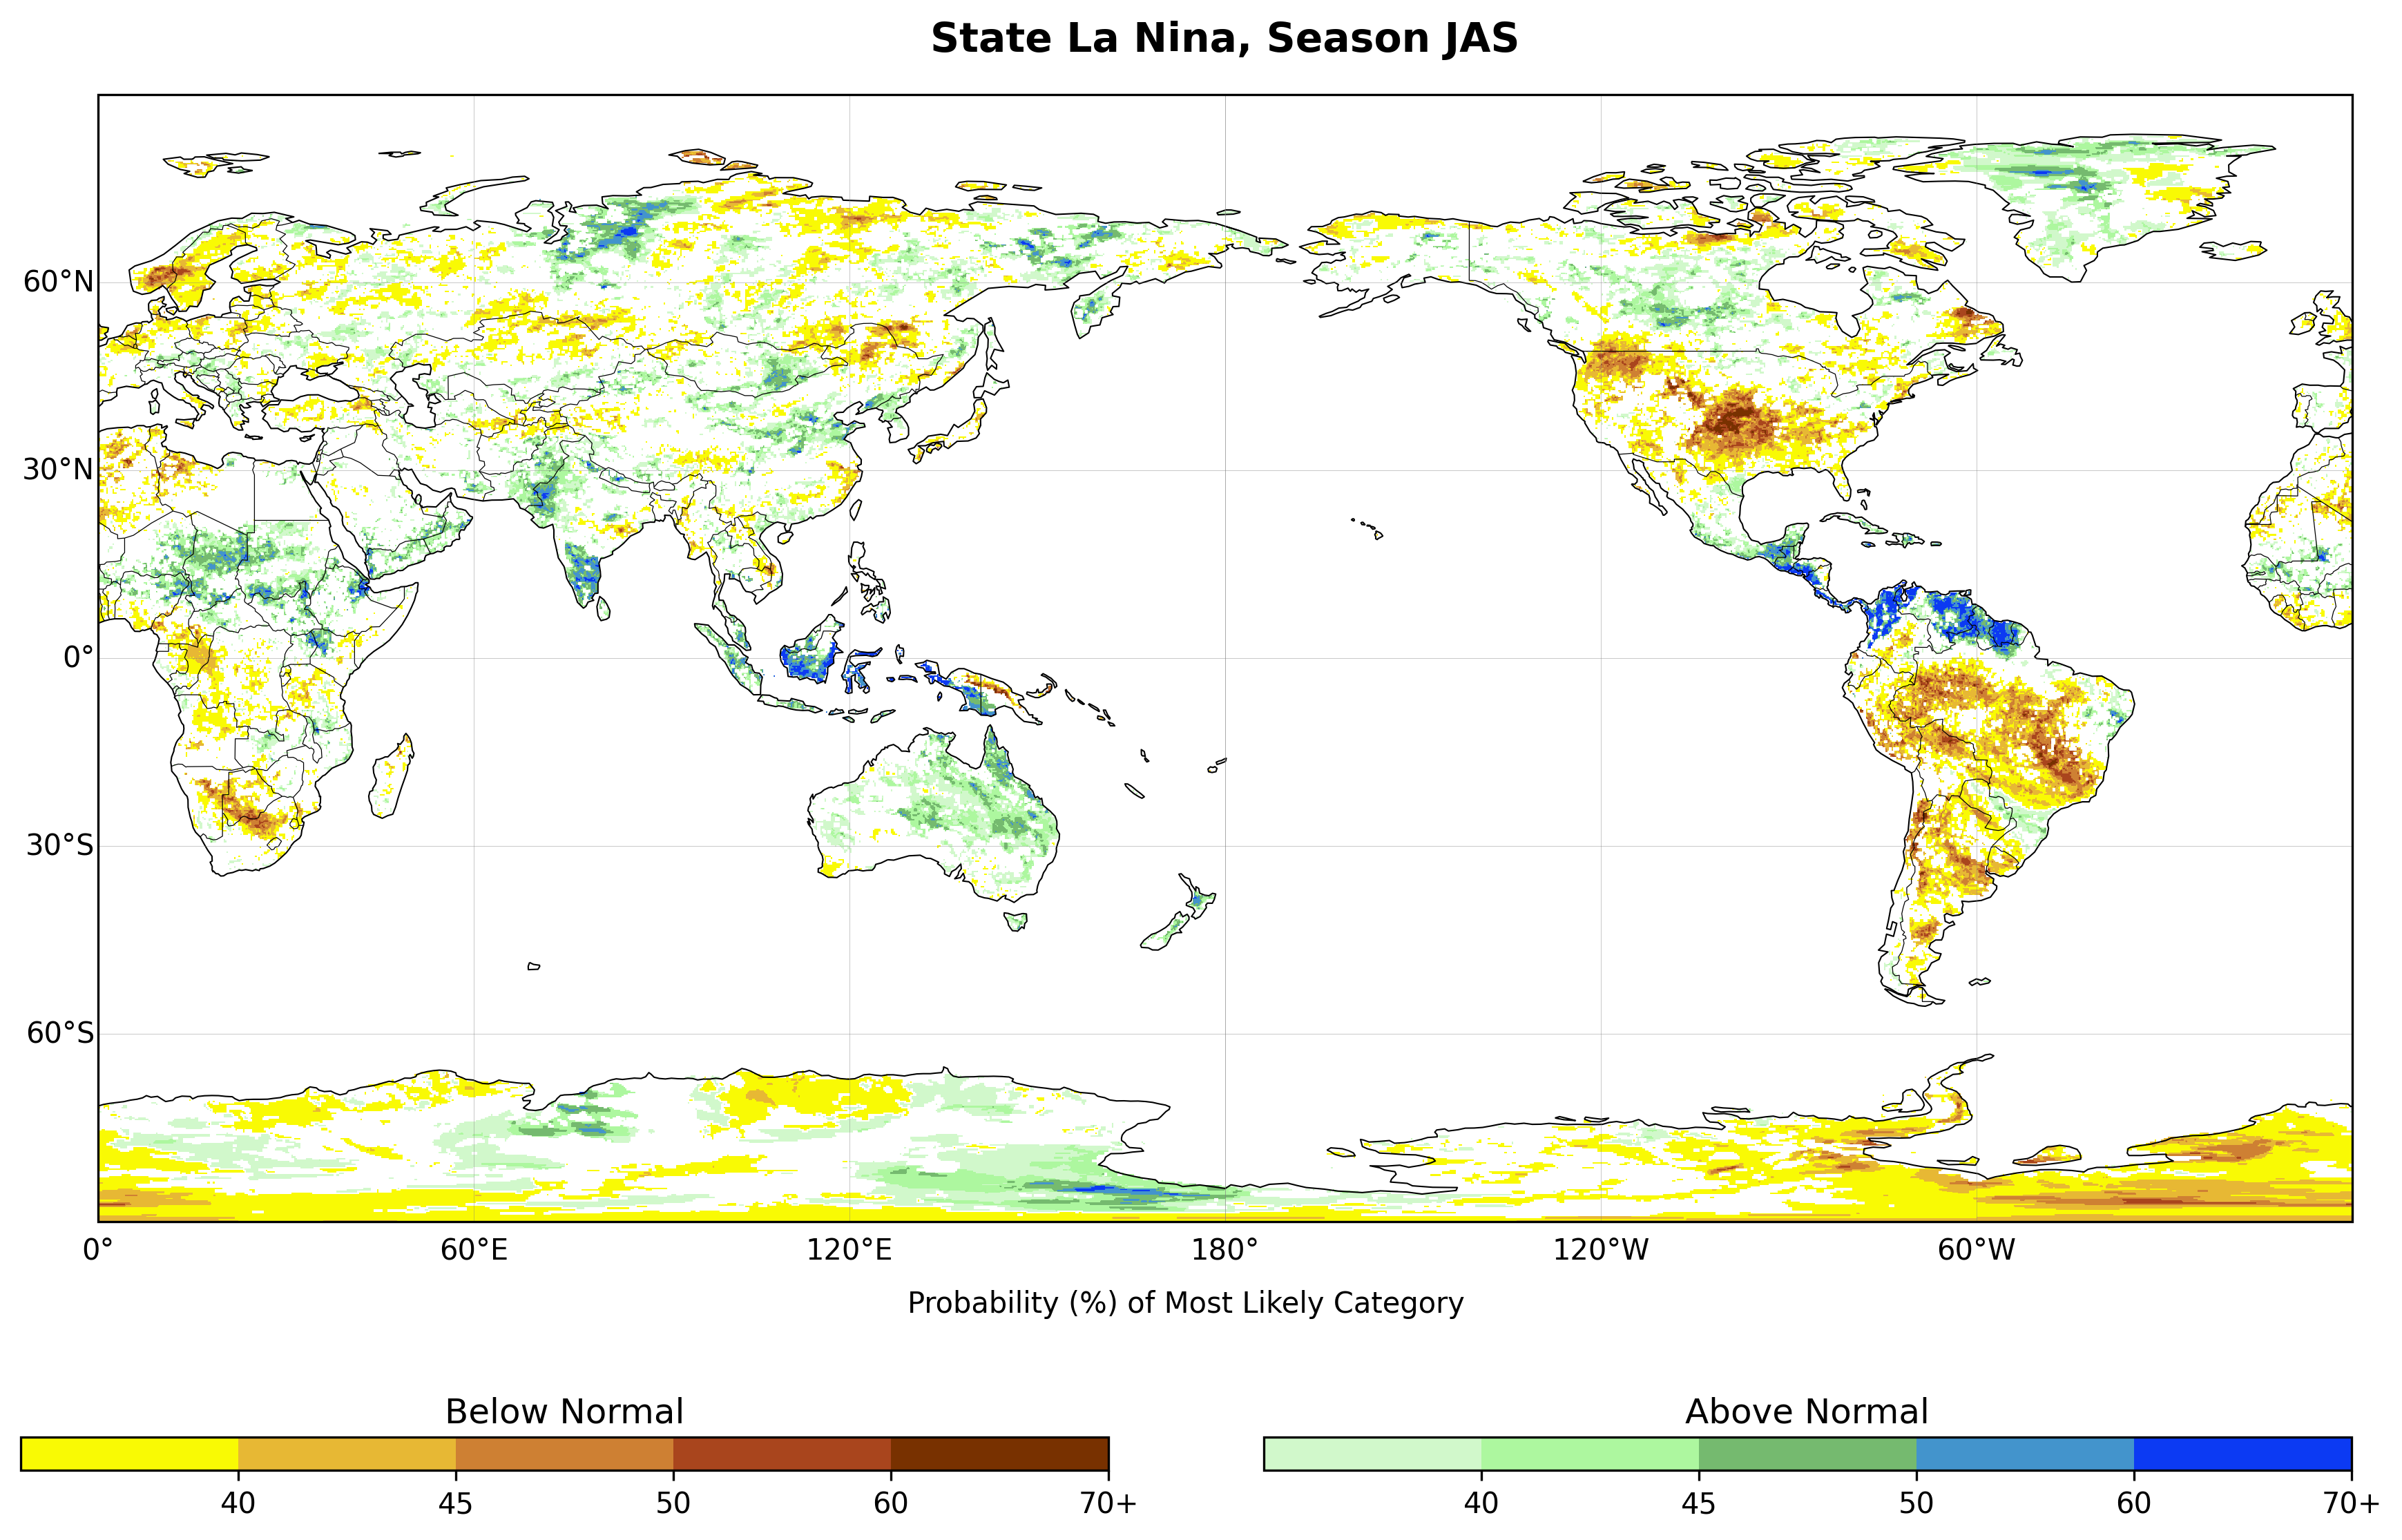 State La Nina, Season JAS
60°N
30°N
0°
30°S
60°S
0° 60°E 120°E 180° 120°W 60°W
Probability (%) of Most Likely Category
Below Normal
40 45 50 60 70+
Above Normal
40 45 50 60 70+